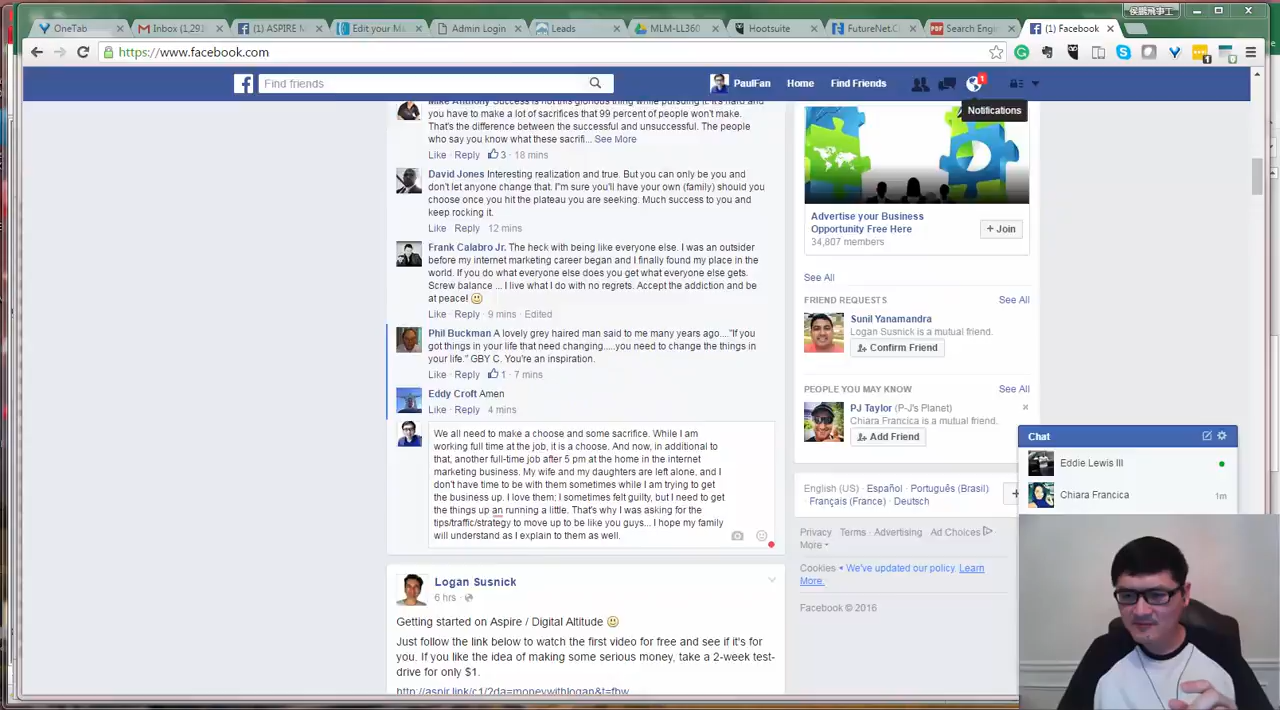 侯騰飛事工
OneTab
Inbox (1,291
(1) ASPIRE M
Edit your M
Admin Login
Leads
MLM-LL360
Hootsuite
FutureNet.C
Search Engi
(1) Facebook
https://www.facebook.com
Find friends
PaulFan
Home
Find Friends
1
Notifications
Mike Anthony Success is not this glorious thing while pursuing it. It's hard and
you have to make a lot of sacrifices that 99 percent of people won't make.
That's the difference between the successful and unsuccessful. The people
who say you know what these sacrifi... See More
Like · Reply · 3 · 18 mins
David Jones Interesting realization and true. But you can only be you and
don't let anyone change that. I"m sure you'll have your own (family) should you
choose once you hit the plateau you are seeking. Much success to you and
keep rocking it.
Like · Reply · 12 mins
Frank Calabro Jr. The heck with being like everyone else. I was an outsider
before my internet marketing career began and I finally found my place in the
world. If you do what everyone else does you get what everyone else gets.
Screw balance ... I live what I do with no regrets. Accept the addiction and be
at peace!
Like · Reply · 9 mins · Edited
Phil Buckman A lovely grey haired man said to me many years ago...."If you
got things in your life that need changing.....you need to change the things in
your life." GBY C. You're an inspiration.
Like · Reply · 1 · 7 mins
Eddy Croft Amen
Like · Reply · 4 mins
We all need to make a choose and some sacrifice. While I am
working full time at the job, it is a choose. And now, in additional to
that, another full-time job after 5 pm at the home in the internet
marketing business. My wife and my daughters are left alone, and I
don't have time to be with them sometimes while I am trying to get
the business up. I love them; I sometimes felt guilty, but I need to get
the things up an running a little. That's why I was asking for the
tips/traffic/strategy to move up to be like you guys... I hope my family
will understand as I explain to them as well.
Logan Susnick
6 hrs ·
Getting started on Aspire / Digital Altitude
Just follow the link below to watch the first video for free and see if it's for
you. If you like the idea of making some serious money, take a 2-week test-
drive for only $1.
http://aspir.link/c1/?da=moneywithlogan&t=fbw
Advertise your Business
Opportunity Free Here
34,807 members
+ Join
See All
FRIEND REQUESTS
See All
Sunil Yanamandra
Logan Susnick is a mutual friend.
Confirm Friend
PEOPLE YOU MAY KNOW
See All
PJ Taylor (P-J's Planet)
Chiara Francica is a mutual friend.
Add Friend
English (US) · Español · Português (Brasil)
· Français (France) · Deutsch
Privacy · Terms · Advertising · Ad Choices
More
Cookies • We've updated our policy. Learn
More.
Facebook © 2016
Chat
Eddie Lewis III
Chiara Francica
1m